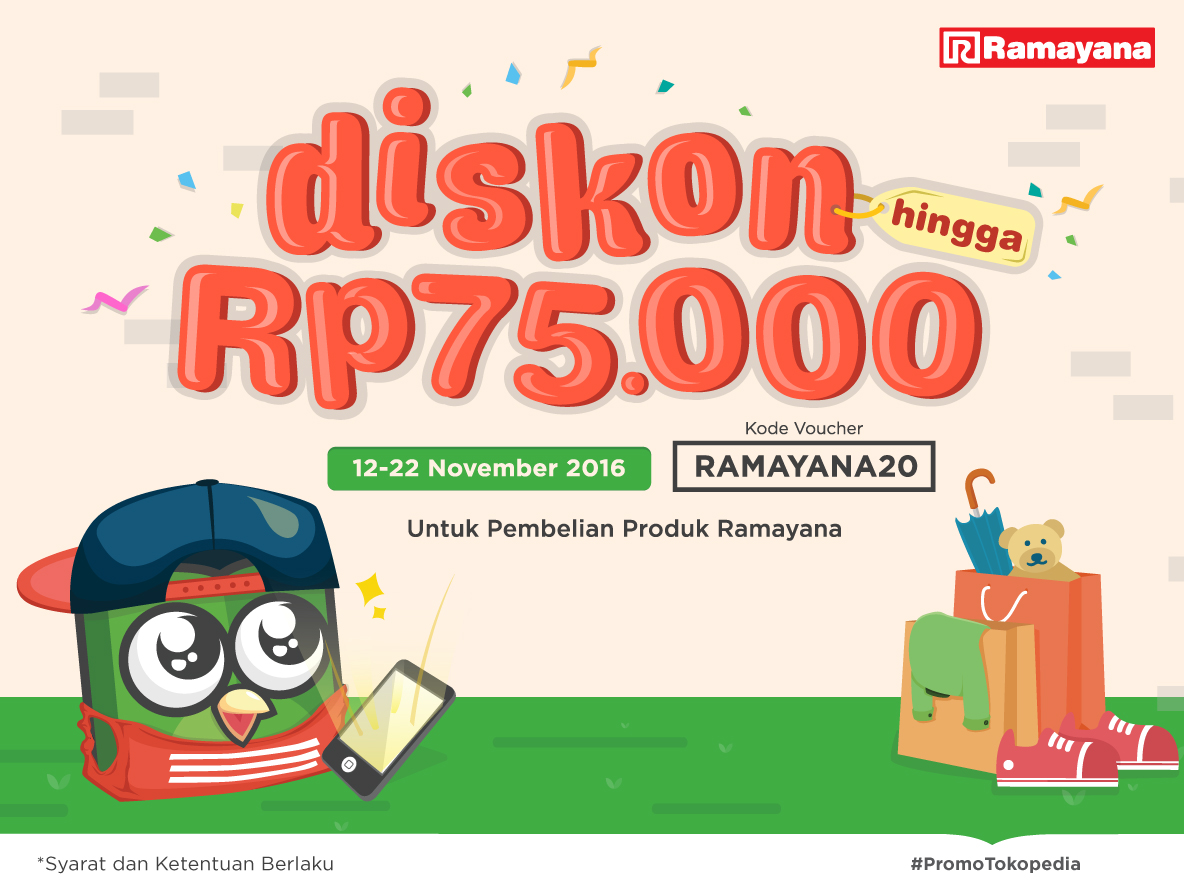 Ramayana
diskon
hingga
Rp75.000
Kode Voucher
12-22 November 2016
RAMAYANA20
Untuk Pembelian Produk Ramayana
*Syarat dan Ketentuan Berlaku
#PromoTokopedia